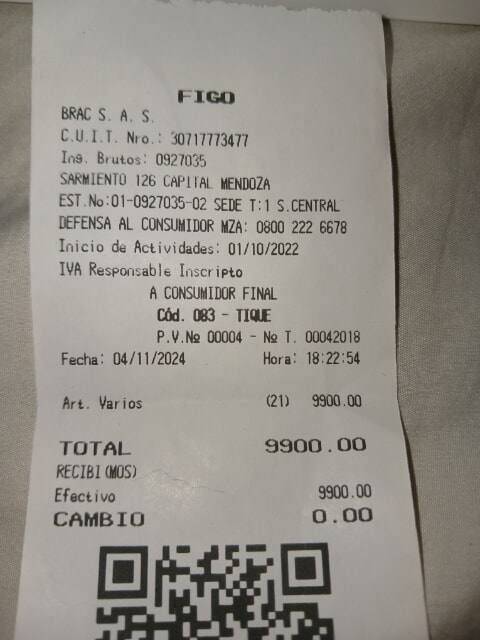 FIGO
BRAC S. A. S.
C.U.I.T. Nro.: 30717773477
Ing. Brutos: 0927035
SARMIENTO 126 CAPITAL MENDOZA
EST.No:01-0927035-02 SEDE T:1 S.CENTRAL
DEFENSA AL CONSUMIDOR MZA: 0800 222 6678
Inicio de Actividades: 01/10/2022
IVA Responsable Inscripto
A CONSUMIDOR FINAL
Cód. 083 - TIQUE
P.V.Nº 00004 - Nº T. 00042018
Fecha: 04/11/2024 Hora: 18:22:54
Art. Varios (21) 9900.00
TOTAL 9900.00
RECIBI(MOS)
Efectivo 9900.00
CAMBIO 0.00